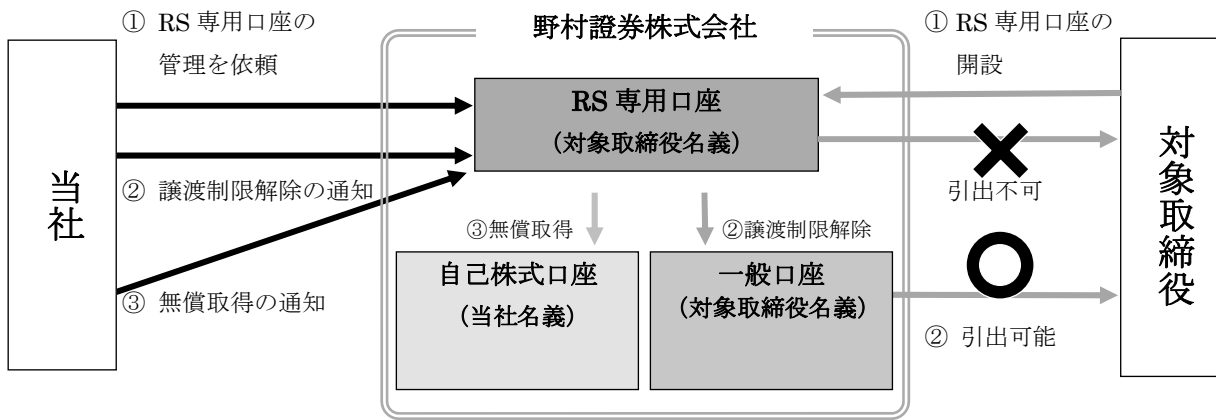 ① RS 専用口座の
管理を依頼
野村證券株式会社
① RS 専用口座の
開設
RS 専用口座
(対象取締役名義)
引出不可
当社
② 譲渡制限解除の通知
③無償取得
②譲渡制限解除
対象取締役
③ 無償取得の通知
自己株式口座
(当社名義)
一般口座
(対象取締役名義)
② 引出可能